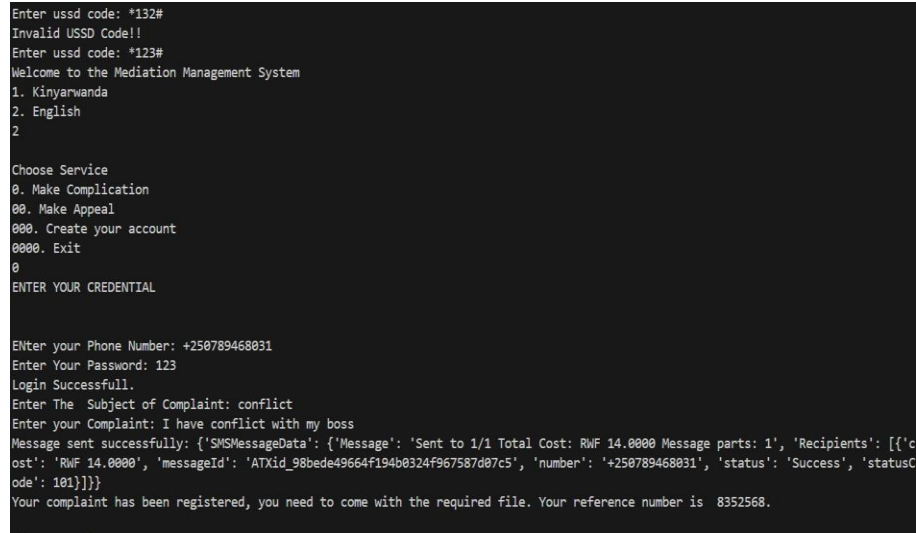 Enter ussd code: *132#
Invalid USSD Code!!
Enter ussd code: *123#
Welcome to the Mediation Management System
1. Kinyarwanda
2. English
2
Choose Service
0. Make Complication
00. Make Appeal
000. Create your account
0000. Exit
0
ENTER YOUR CREDENTIAL
ENter your Phone Number: +250789468031
Enter Your Password: 123
Login Successfull.
Enter The  Subject of Complaint: conflict
Enter your Complaint: I have conflict with my boss
Message sent successfully: {'SMSMessageData': {'Message': 'Sent to 1/1 Total Cost: RWF 14.0000 Message parts: 1', 'Recipients': [{'c
ost': 'RWF 14.0000', 'messageId': 'ATXid_98bede49664f194b0324f967587d07c5', 'number': '+250789468031', 'status': 'Success', 'statusC
ode': 101}]}}
Your complaint has been registered, you need to come with the required file. Your reference number is  8352568.